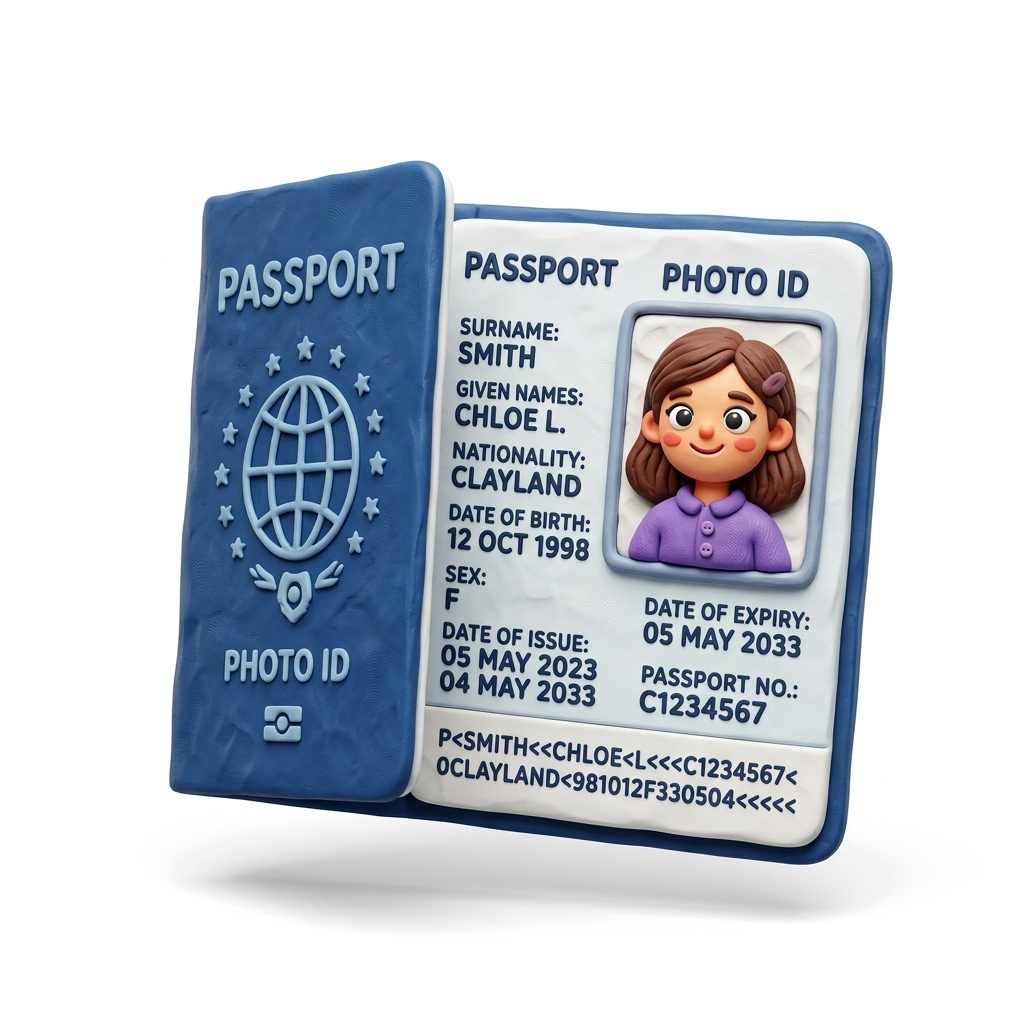 PASSPORT
PHOTO ID
PASSPORT
PHOTO ID
SURNAME:
SMITH
GIVEN NAMES:
CHLOE L.
NATIONALITY:
CLAYLAND
DATE OF BIRTH:
12 OCT 1998
SEX:
F
DATE OF ISSUE:
05 MAY 2023
04 MAY 2033
DATE OF EXPIRY:
05 MAY 2033
PASSPORT NO.:
C1234567
P<SMITH<<CHLOE<L<<<C1234567<
0CLAYLAND<981012F330504<<<<<